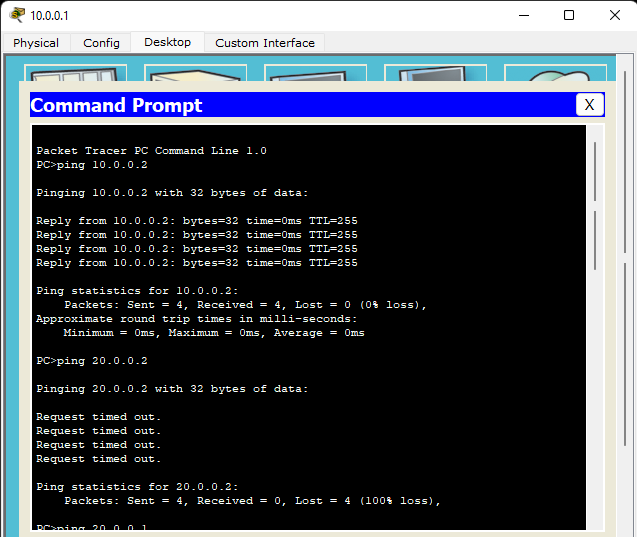 10.0.0.1
Physical Config Desktop Custom Interface
Command Prompt X
Packet Tracer PC Command Line 1.0
PC>ping 10.0.0.2
Pinging 10.0.0.2 with 32 bytes of data:
Reply from 10.0.0.2: bytes=32 time=0ms TTL=255
Reply from 10.0.0.2: bytes=32 time=0ms TTL=255
Reply from 10.0.0.2: bytes=32 time=0ms TTL=255
Reply from 10.0.0.2: bytes=32 time=0ms TTL=255
Ping statistics for 10.0.0.2:
Packets: Sent = 4, Received = 4, Lost = 0 (0% loss),
Approximate round trip times in milli-seconds:
Minimum = 0ms, Maximum = 0ms, Average = 0ms
PC>ping 20.0.0.2
Pinging 20.0.0.2 with 32 bytes of data:
Request timed out.
Request timed out.
Request timed out.
Request timed out.
Ping statistics for 20.0.0.2:
Packets: Sent = 4, Received = 0, Lost = 4 (100% loss),
PC>ping 20.0.0.1